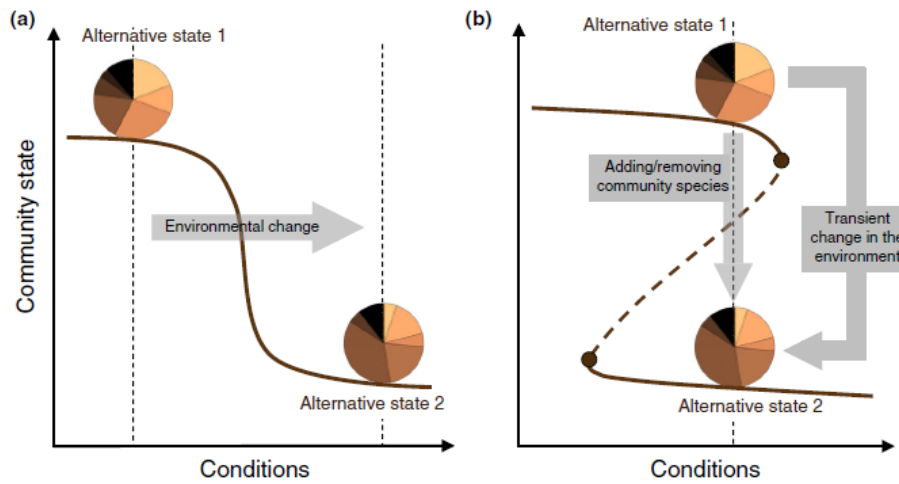 (a)
Alternative state 1
Community state
Environmental change
Alternative state 2
Conditions
(b)
Alternative state 1
Adding/removing
community species
Transient
change in the
environment
Alternative state 2
Conditions